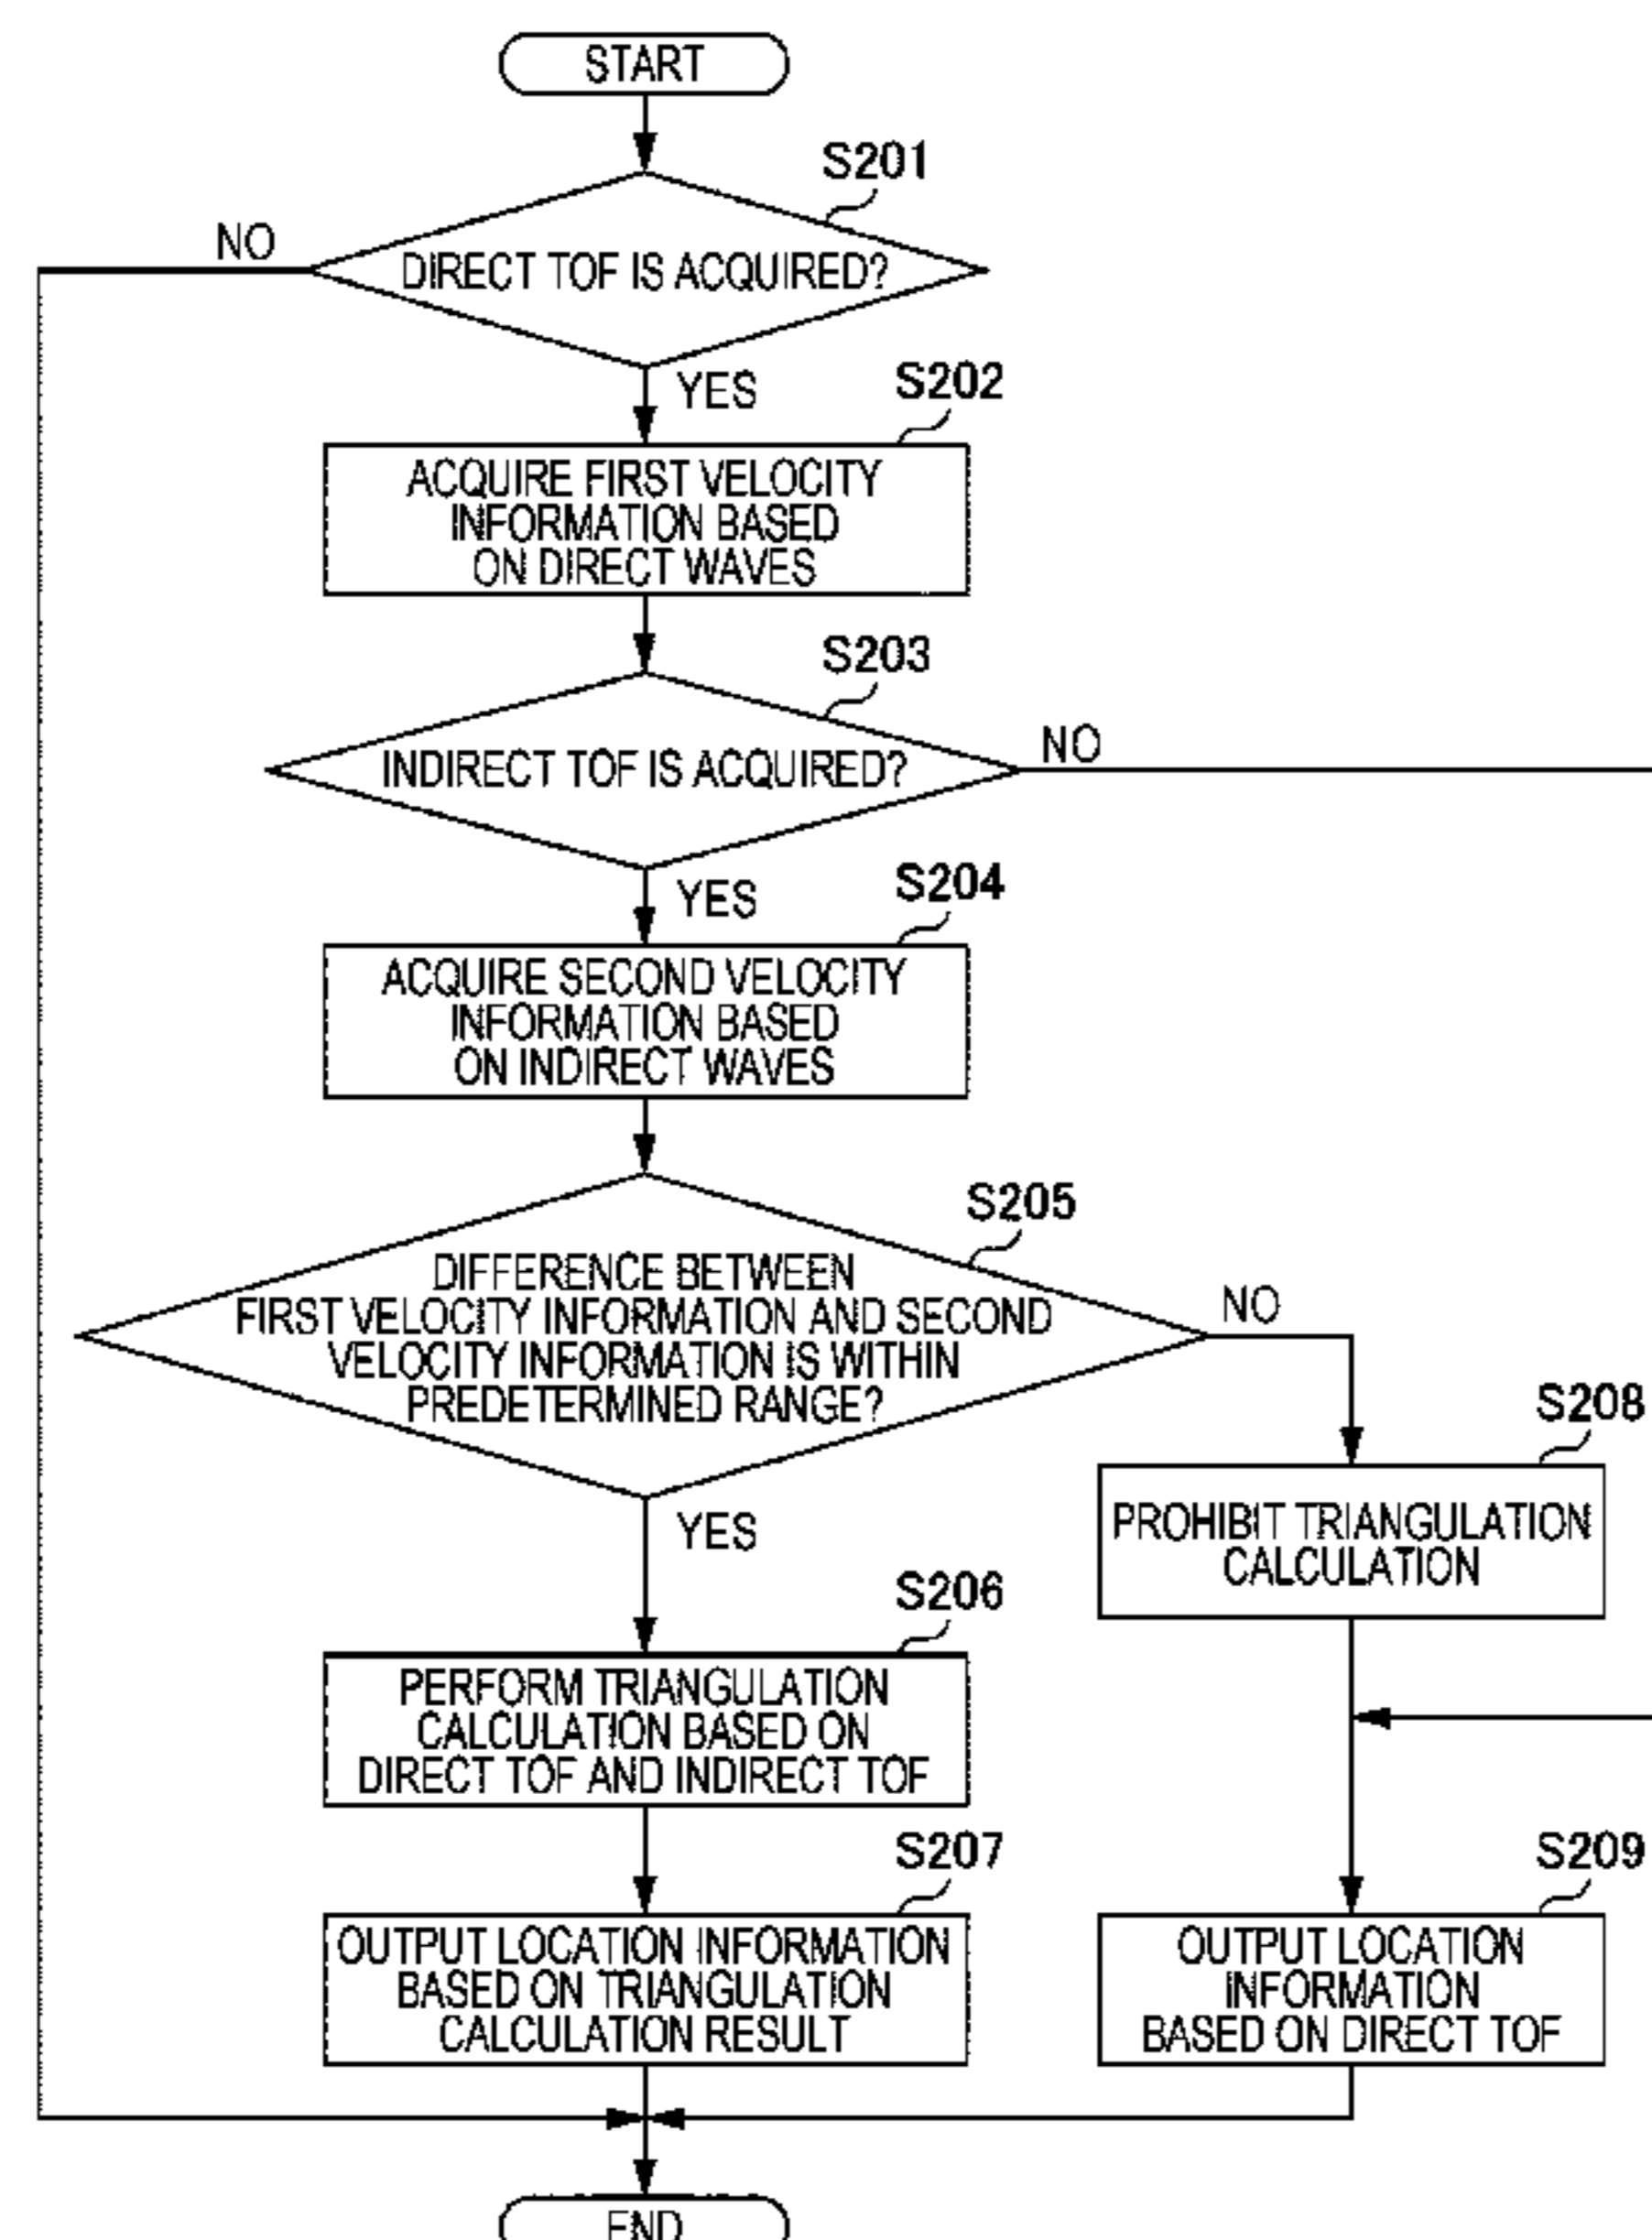 START
S201
NO
DIRECT TOF IS ACQUIRED?
YES
S202
ACQUIRE FIRST VELOCITY
INFORMATION BASED
ON DIRECT WAVES
S203
INDIRECT TOF IS ACQUIRED?
NO
YES
S204
ACQUIRE SECOND VELOCITY
INFORMATION BASED
ON INDIRECT WAVES
S205
DIFFERENCE BETWEEN
FIRST VELOCITY INFORMATION AND SECOND
VELOCITY INFORMATION IS WITHIN
PREDETERMINED RANGE?
NO
YES
S208
PROHIBIT TRIANGULATION
CALCULATION
S206
PERFORM TRIANGULATION
CALCULATION BASED ON
DIRECT TOF AND INDIRECT TOF
S207
OUTPUT LOCATION INFORMATION
BASED ON TRIANGULATION
CALCULATION RESULT
S209
OUTPUT LOCATION
INFORMATION
BASED ON DIRECT TOF
END